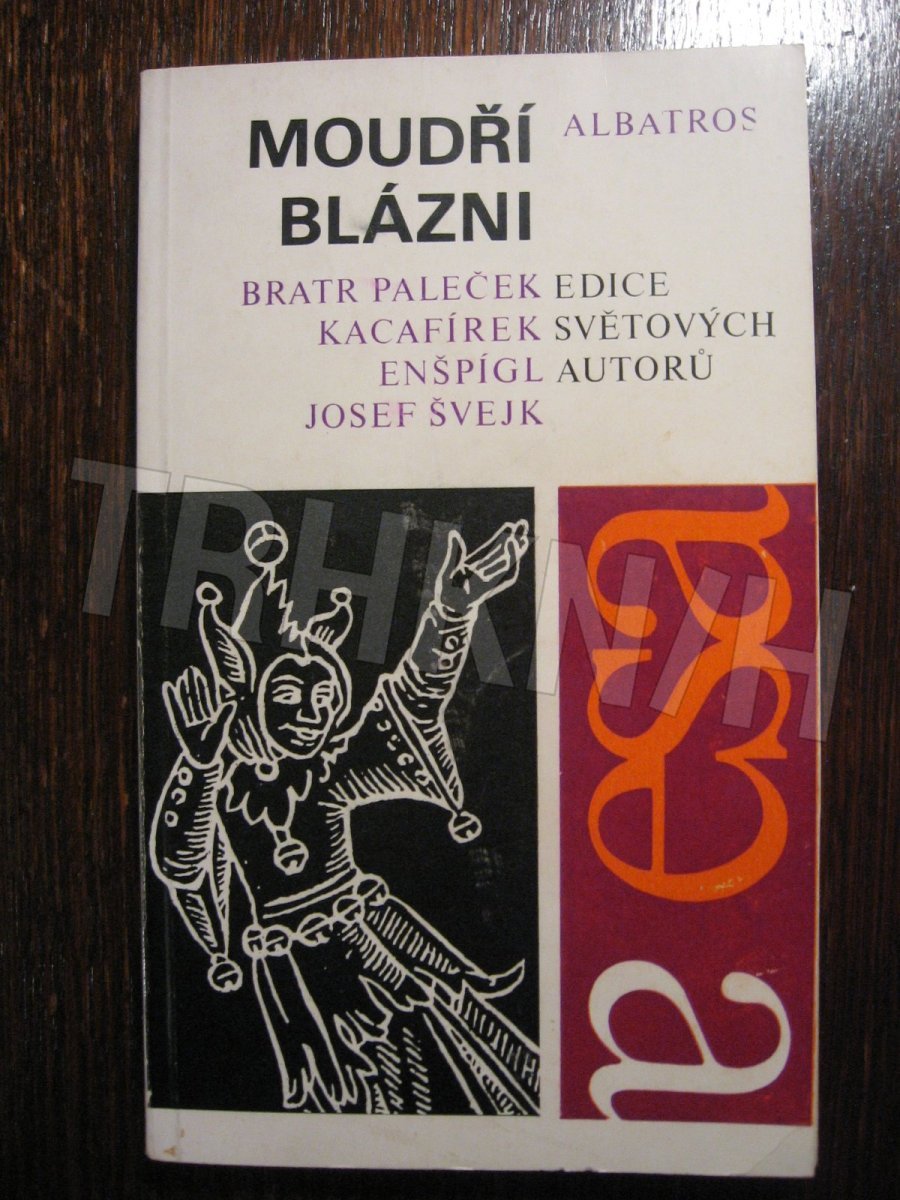 MOUDŘÍ
BLÁZNI
ALBATROS
BRATR PALEČEK
KACAFÍREK
ENŠPÍGL
JOSEF ŠVEJK
EDICE
SVĚTOVÝCH
AUTORŮ
a esa
TRHKNIH